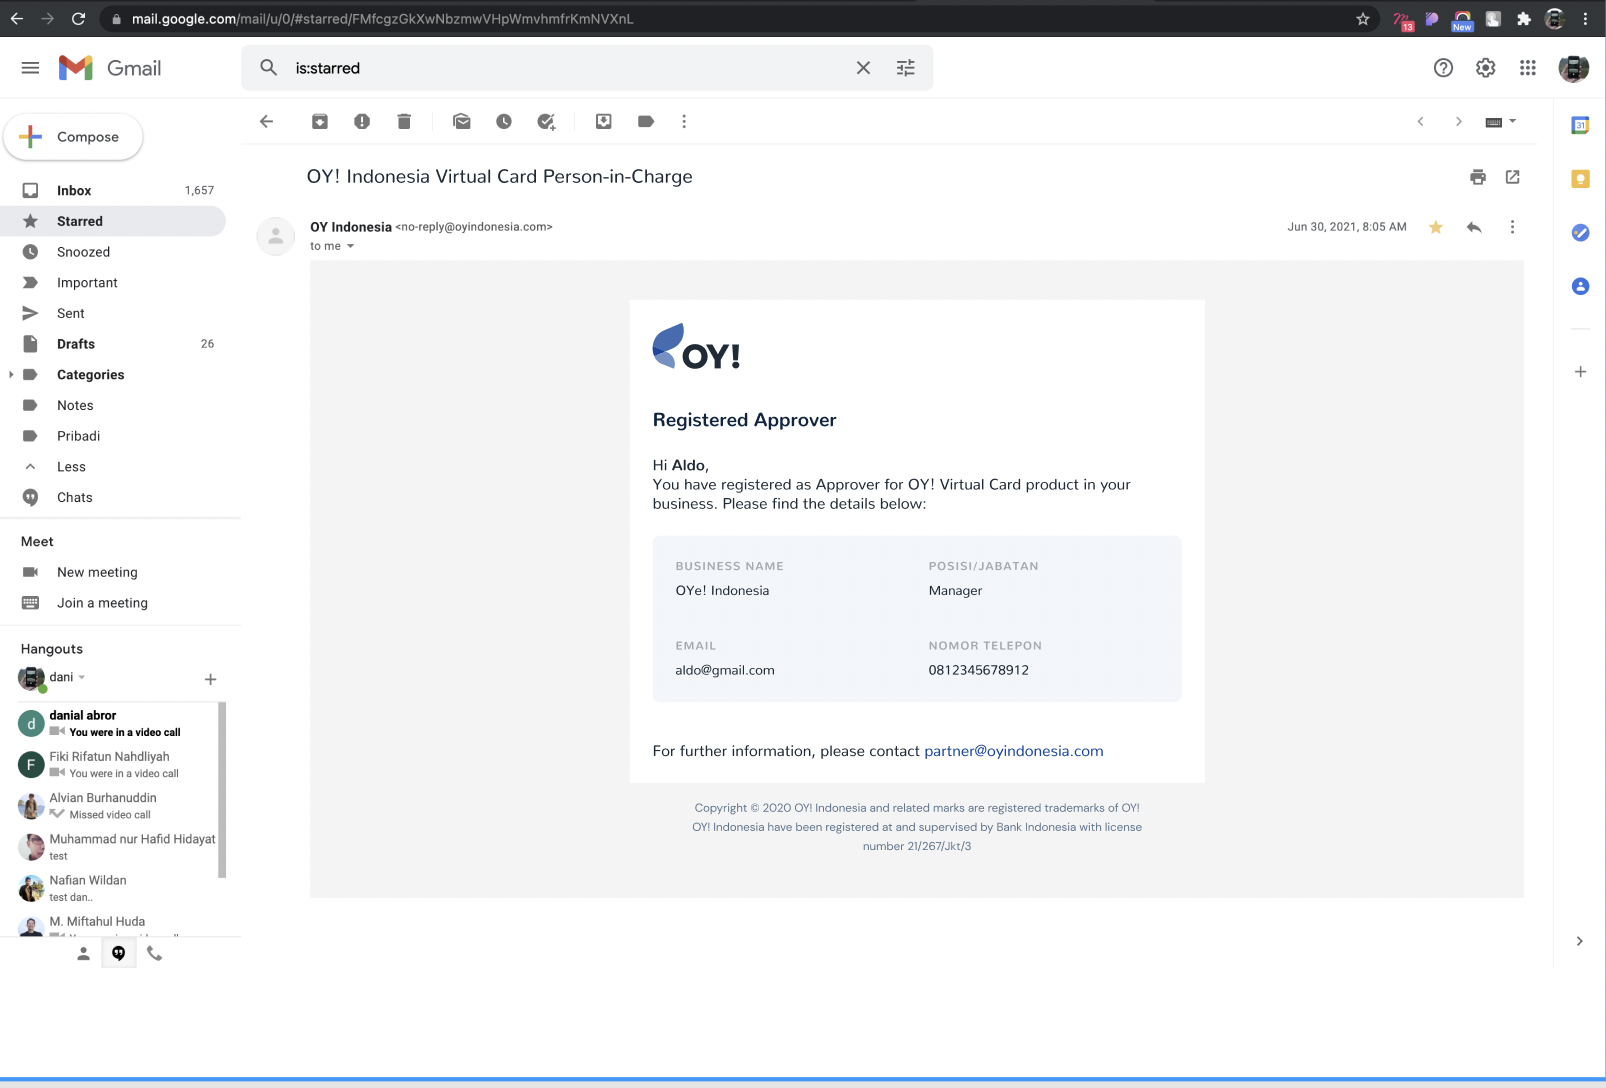 mail.google.com/mail/u/0/#starred/FMfcgzGkXwNbzmwVHpWmvhmfrKmNVXnL
13
New
Gmail
is:starred
Compose
Inbox 1,657
Starred
Snoozed
Important
Sent
Drafts 26
Categories
Notes
Pribadi
Less
Chats
Meet
New meeting
Join a meeting
Hangouts
dani
d
danial abror
You were in a video call
F
Fiki Rifatun Nahdliyah
You were in a video call
Alvian Burhanuddin
Missed video call
Muhammad nur Hafid Hidayat
test
Nafian Wildan
test dan..
M. Miftahul Huda
OY! Indonesia Virtual Card Person-in-Charge
OY Indonesia <no-reply@oyindonesia.com>
to me
Jun 30, 2021, 8:05 AM
OY!
Registered Approver
Hi Aldo,
You have registered as Approver for OY! Virtual Card product in your
business. Please find the details below:
BUSINESS NAME
OYe! Indonesia
POSISI/JABATAN
Manager
EMAIL
aldo@gmail.com
NOMOR TELEPON
0812345678912
For further information, please contact partner@oyindonesia.com
Copyright © 2020 OY! Indonesia and related marks are registered trademarks of OY!
OY! Indonesia have been registered at and supervised by Bank Indonesia with license
number 21/267/Jkt/3
31